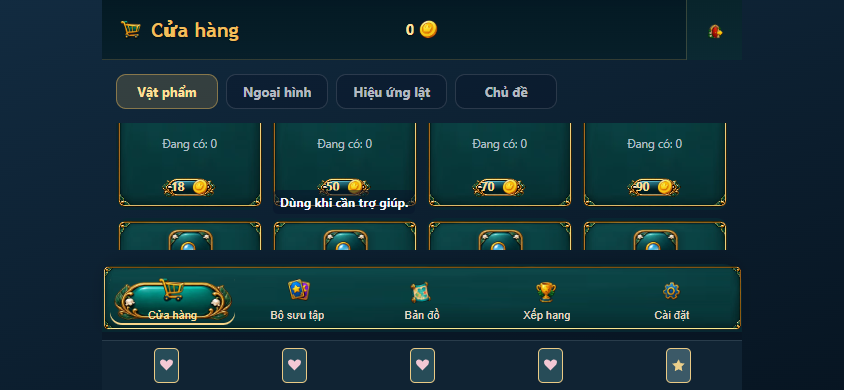 Cửa hàng
0
Vật phẩm
Ngoại hình
Hiệu ứng lật
Chủ đề
Đang có: 0
Đang có: 0
Đang có: 0
Đang có: 0
-18
-50
-70
-90
Dùng khi cần trợ giúp.
Cửa hàng
Bộ sưu tập
Bản đồ
Xếp hạng
Cài đặt